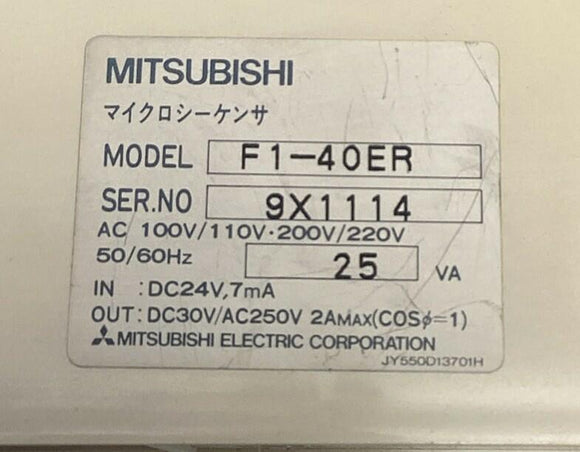 MITSUBISHI
マイクロシーケンサ
MODEL F1-40ER
SER.NO 9X1114
AC 100V/110V·200V/220V
50/60Hz 25 VA
IN :DC24V,7mA
OUT:DC30V/AC250V 2AMAX(COSφ=1)
MITSUBISHI ELECTRIC CORPORATION
JY550D13701H